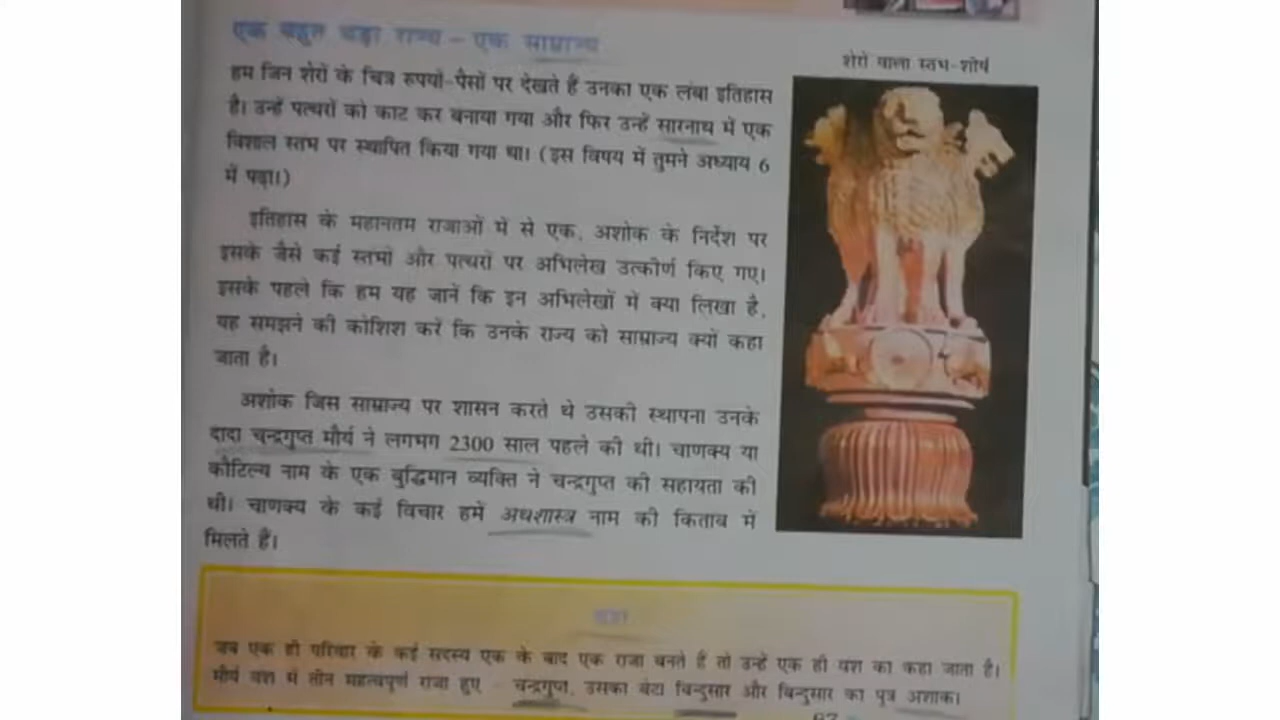 एक बहुत बड़ा राज्य – एक साम्राज्य
शेरों वाला स्तंभ-शीर्ष
हम जिन शेरों के चित्र रुपयों-पैसों पर देखते हैं उनका एक लंबा इतिहास
है। उन्हें पत्थरों को काट कर बनाया गया और फिर उन्हें सारनाथ में एक
विशाल स्तंभ पर स्थापित किया गया था। (इस विषय में तुमने अध्याय 6
में पढ़ा।)
इतिहास के महानतम राजाओं में से एक, अशोक के निर्देश पर
इसके जैसे कई स्तंभों और पत्थरों पर अभिलेख उत्कीर्ण किए गए।
इसके पहले कि हम यह जानें कि इन अभिलेखों में क्या लिखा है,
यह समझने की कोशिश करें कि उनके राज्य को साम्राज्य क्यों कहा
जाता है।
अशोक जिस साम्राज्य पर शासन करते थे उसकी स्थापना उनके
दादा चन्द्रगुप्त मौर्य ने लगभग 2300 साल पहले की थी। चाणक्य या
कौटिल्य नाम के एक बुद्धिमान व्यक्ति ने चन्द्रगुप्त की सहायता की
थी। चाणक्य के कई विचार हमें अर्थशास्त्र नाम की किताब में
मिलते हैं।
वंश
जब एक ही परिवार के कई सदस्य एक के बाद एक राजा बनते हैं तो उन्हें एक ही वंश का कहा जाता है।
मौर्य वंश में तीन महत्वपूर्ण राजा हुए – चन्द्रगुप्त, उसका बेटा बिन्दुसार और बिन्दुसार का पुत्र अशोक।